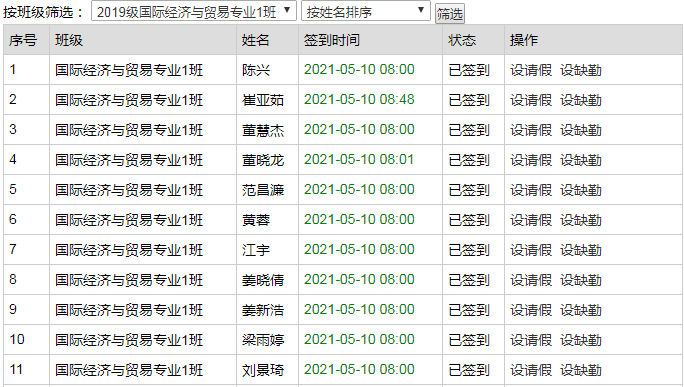 按班级筛选： 2019级国际经济与贸易专业1班 按姓名排序 筛选
序号 班级 姓名 签到时间 状态 操作
1 国际经济与贸易专业1班 陈兴 2021-05-10 08:00 已签到 设请假 设缺勤
2 国际经济与贸易专业1班 崔亚茹 2021-05-10 08:48 已签到 设请假 设缺勤
3 国际经济与贸易专业1班 董慧杰 2021-05-10 08:00 已签到 设请假 设缺勤
4 国际经济与贸易专业1班 董晓龙 2021-05-10 08:01 已签到 设请假 设缺勤
5 国际经济与贸易专业1班 范昌濂 2021-05-10 08:00 已签到 设请假 设缺勤
6 国际经济与贸易专业1班 黄蓉 2021-05-10 08:00 已签到 设请假 设缺勤
7 国际经济与贸易专业1班 江宇 2021-05-10 08:00 已签到 设请假 设缺勤
8 国际经济与贸易专业1班 姜晓倩 2021-05-10 08:00 已签到 设请假 设缺勤
9 国际经济与贸易专业1班 姜新浩 2021-05-10 08:00 已签到 设请假 设缺勤
10 国际经济与贸易专业1班 梁雨婷 2021-05-10 08:00 已签到 设请假 设缺勤
11 国际经济与贸易专业1班 刘景琦 2021-05-10 08:00 已签到 设请假 设缺勤